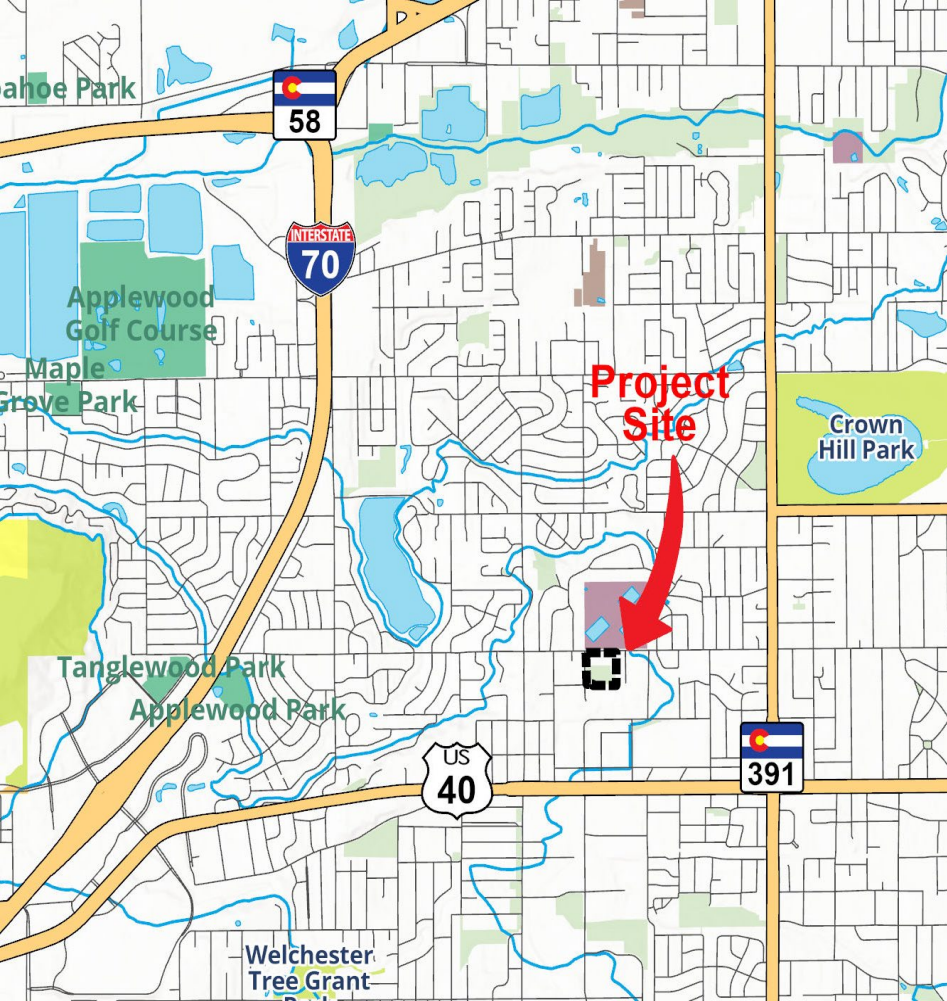 ahoe Park
58
INTERSTATE
70
Applewood
Golf Course
Maple
Grove Park
Project
Site
Crown
Hill Park
Tanglewood Park
Applewood Park
US
40
391
Welchester
Tree Grant